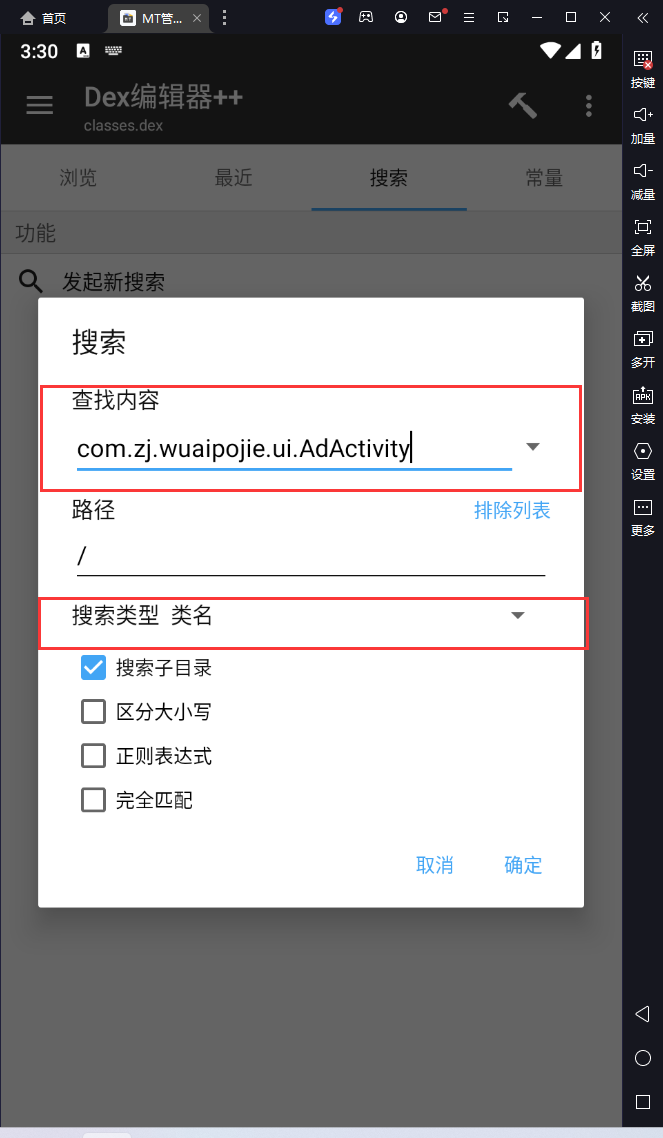 首页
MT管...
3:30
A
Dex编辑器++
classes.dex
浏览
最近
搜索
常量
功能
发起新搜索
搜索
查找内容
com.zj.wuaipojie.ui.AdActivity
路径
排除列表
/
搜索类型 类名
搜索子目录
区分大小写
正则表达式
完全匹配
取消
确定
按键
加量
减量
全屏
截图
多开
APK
安装
设置
更多